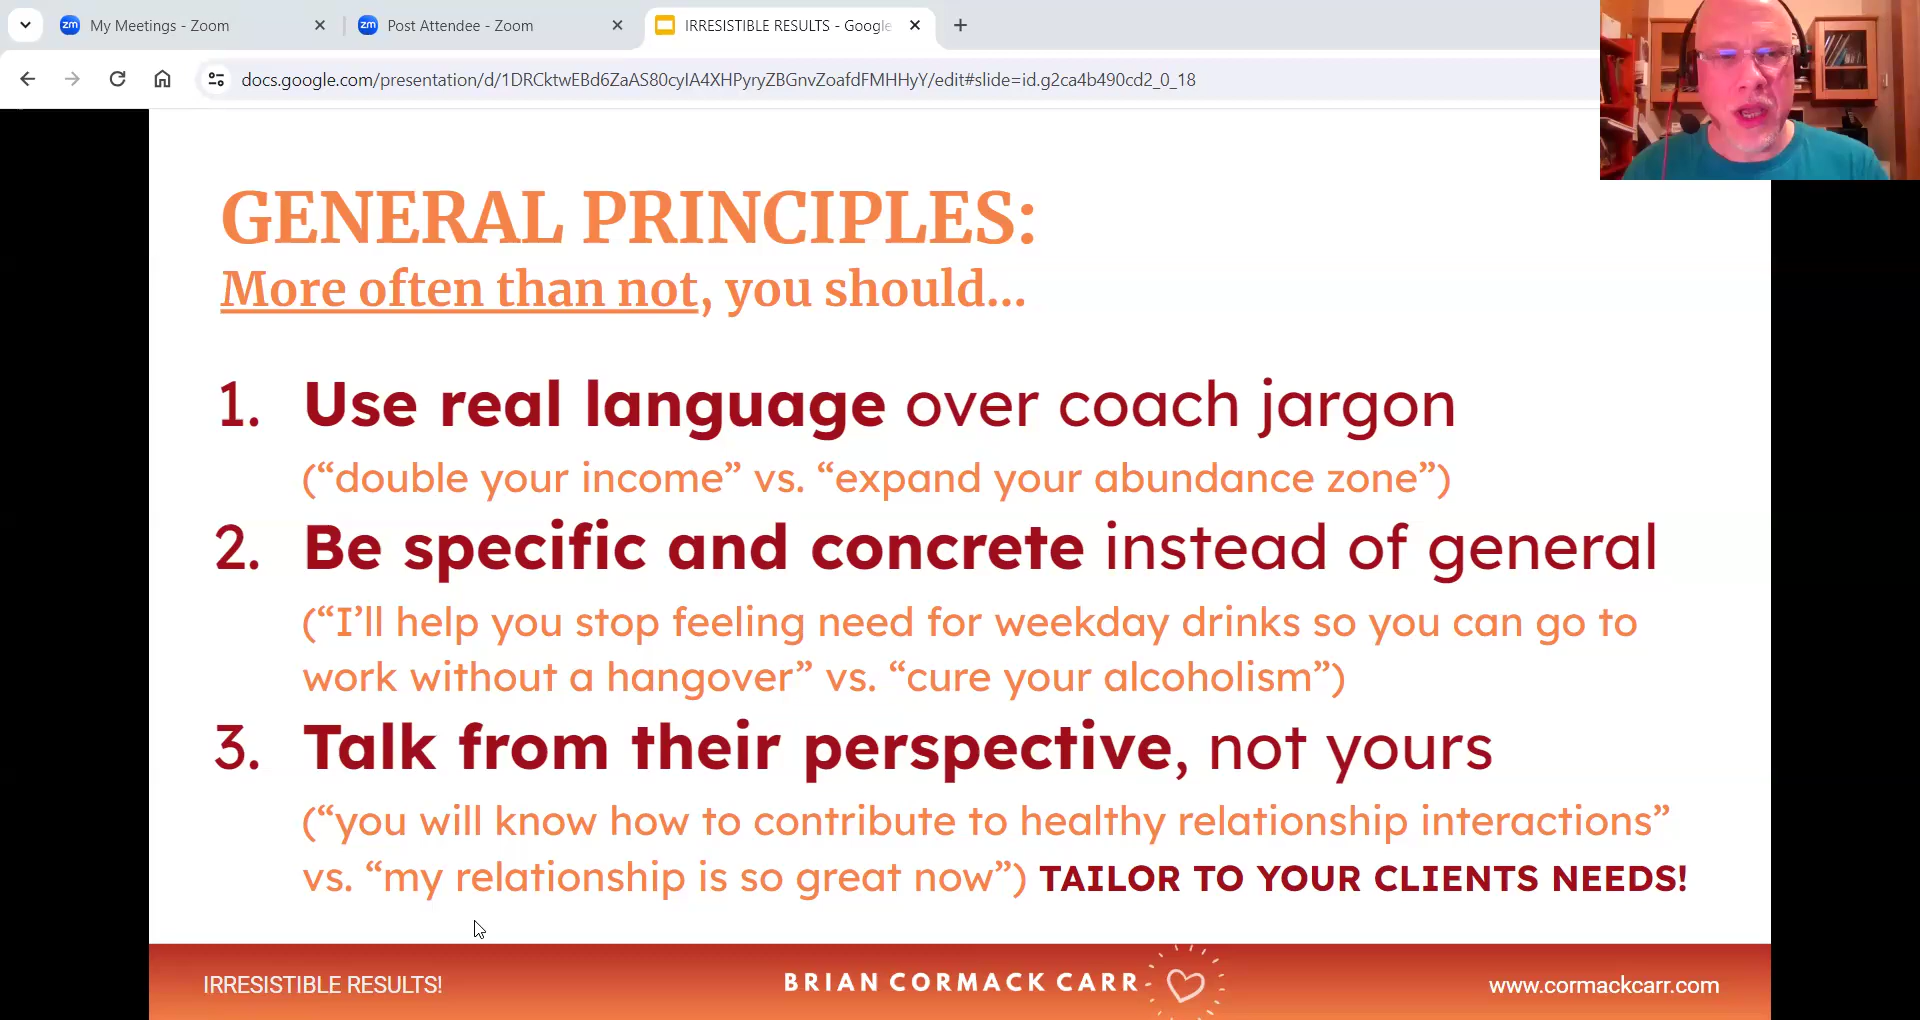 zm My Meetings - Zoom
zm Post Attendee - Zoom
IRRESISTIBLE RESULTS - Google
docs.google.com/presentation/d/1DRCktwEBd6ZaAS80cyIA4XHPyryZBGnvZoafdFMHHyY/edit#slide=id.g2ca4b490cd2_0_18
GENERAL PRINCIPLES:
More often than not, you should...
1. Use real language over coach jargon
(“double your income” vs. “expand your abundance zone”)
2. Be specific and concrete instead of general
(“I’ll help you stop feeling need for weekday drinks so you can go to
work without a hangover” vs. “cure your alcoholism”)
3. Talk from their perspective, not yours
(“you will know how to contribute to healthy relationship interactions”
vs. “my relationship is so great now”) TAILOR TO YOUR CLIENTS NEEDS!
IRRESISTIBLE RESULTS!
BRIAN CORMACK CARR
www.cormackcarr.com